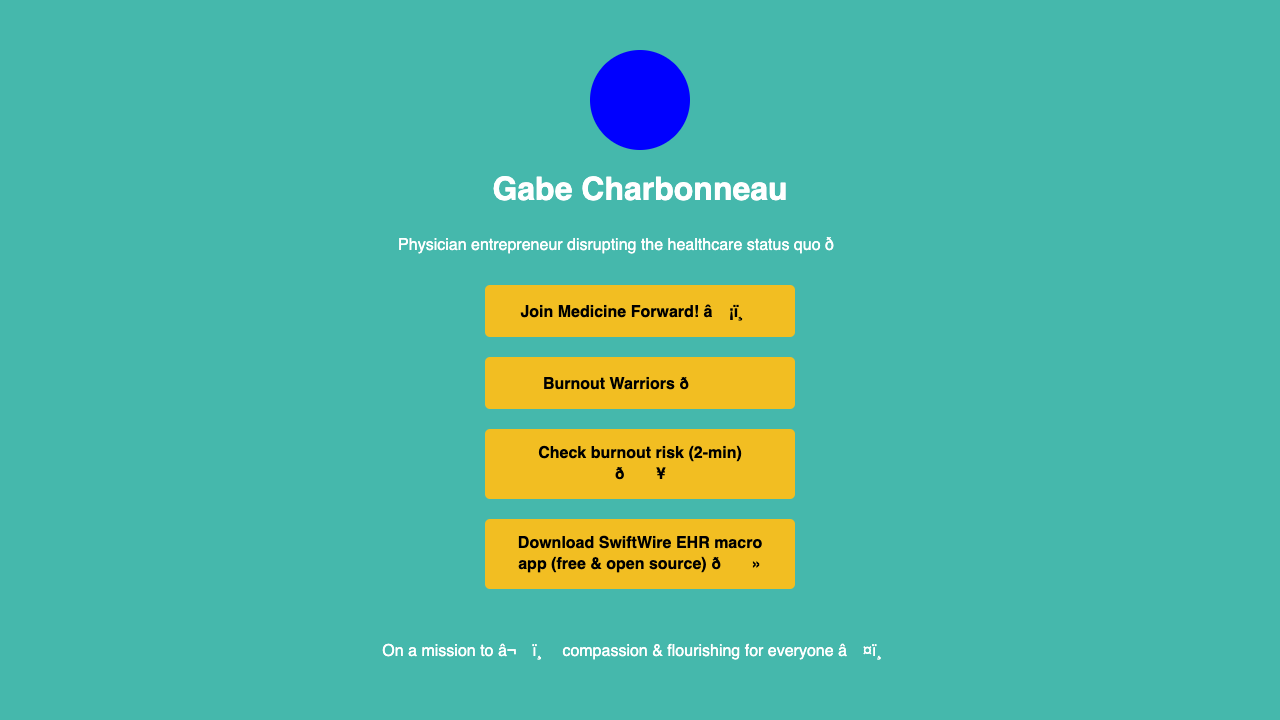 Gabe Charbonneau
Physician entrepreneur disrupting the healthcare status quo ð
Join Medicine Forward! â ¡ï¸
Burnout Warriors ð
Check burnout risk (2-min)
ð ¥
Download SwiftWire EHR macro
app (free & open source) ð »
On a mission to â¬ ï¸ compassion & flourishing for everyone â ¤ï¸